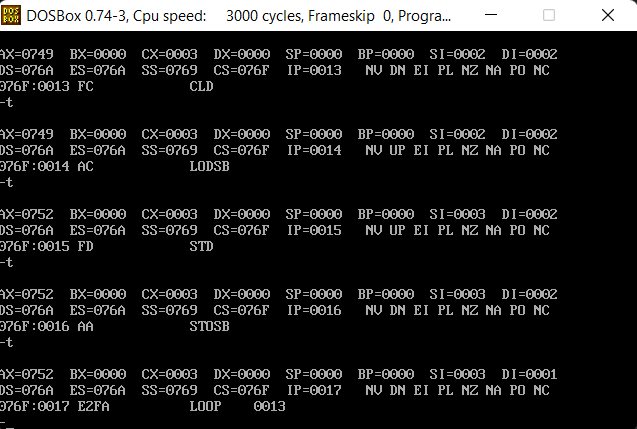 DOSBox 0.74-3, Cpu speed:    3000 cycles, Frameskip  0, Progra...
AX=0749  BX=0000  CX=0003  DX=0000  SP=0000  BP=0000  SI=0002  DI=0002
DS=076A  ES=076A  SS=0769  CS=076F  IP=0013   NV DN EI PL NZ NA PO NC
076F:0013 FC            CLD
-t
AX=0749  BX=0000  CX=0003  DX=0000  SP=0000  BP=0000  SI=0002  DI=0002
DS=076A  ES=076A  SS=0769  CS=076F  IP=0014   NV UP EI PL NZ NA PO NC
076F:0014 AC            LODSB
-t
AX=0752  BX=0000  CX=0003  DX=0000  SP=0000  BP=0000  SI=0003  DI=0002
DS=076A  ES=076A  SS=0769  CS=076F  IP=0015   NV UP EI PL NZ NA PO NC
076F:0015 FD            STD
-t
AX=0752  BX=0000  CX=0003  DX=0000  SP=0000  BP=0000  SI=0003  DI=0002
DS=076A  ES=076A  SS=0769  CS=076F  IP=0016   NV DN EI PL NZ NA PO NC
076F:0016 AA            STOSB
-t
AX=0752  BX=0000  CX=0003  DX=0000  SP=0000  BP=0000  SI=0003  DI=0001
DS=076A  ES=076A  SS=0769  CS=076F  IP=0017   NV DN EI PL NZ NA PO NC
076F:0017 E2FA          LOOP    0013
-_